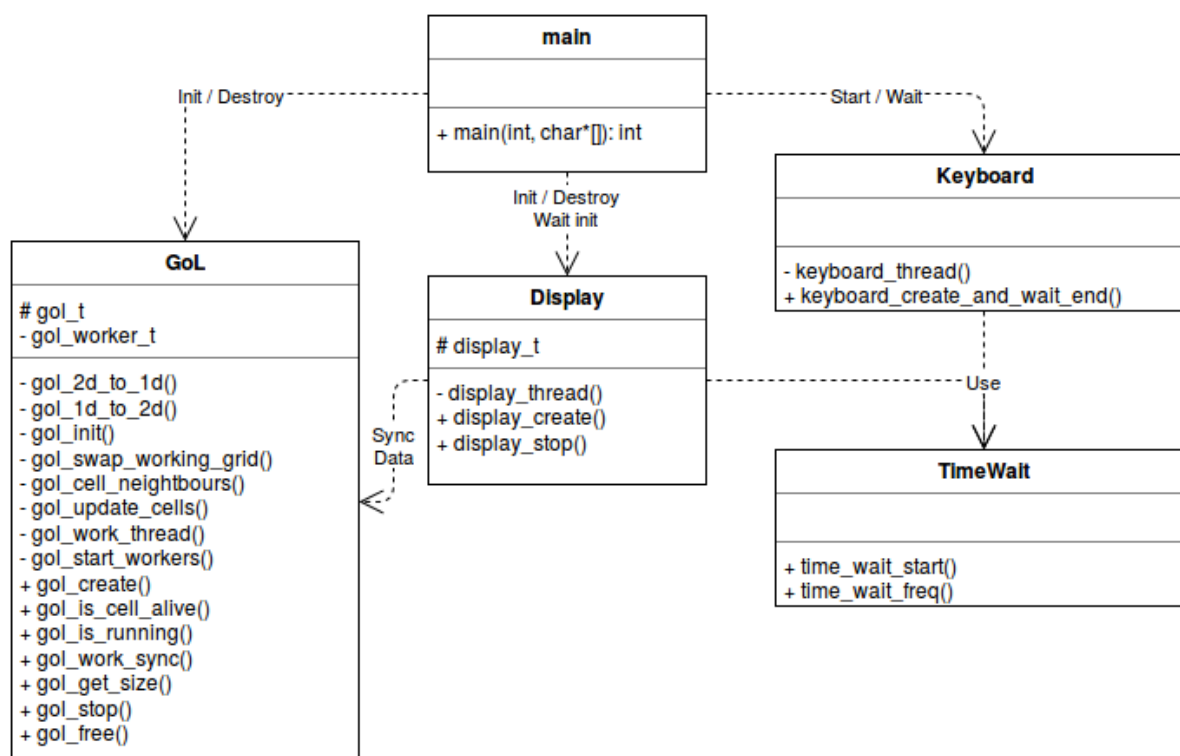 main
+ main(int, char*[]): int
Init / Destroy
Start / Wait
Init / Destroy
Wait init
Keyboard
- keyboard_thread()
+ keyboard_create_and_wait_end()
GoL
# gol_t
- gol_worker_t
- gol_2d_to_1d()
- gol_1d_to_2d()
- gol_init()
- gol_swap_working_grid()
- gol_cell_neightbours()
- gol_update_cells()
- gol_work_thread()
- gol_start_workers()
+ gol_create()
+ gol_is_cell_alive()
+ gol_is_running()
+ gol_work_sync()
+ gol_get_size()
+ gol_stop()
+ gol_free()
Display
# display_t
- display_thread()
+ display_create()
+ display_stop()
Sync
Data
Use
TimeWait
+ time_wait_start()
+ time_wait_freq()